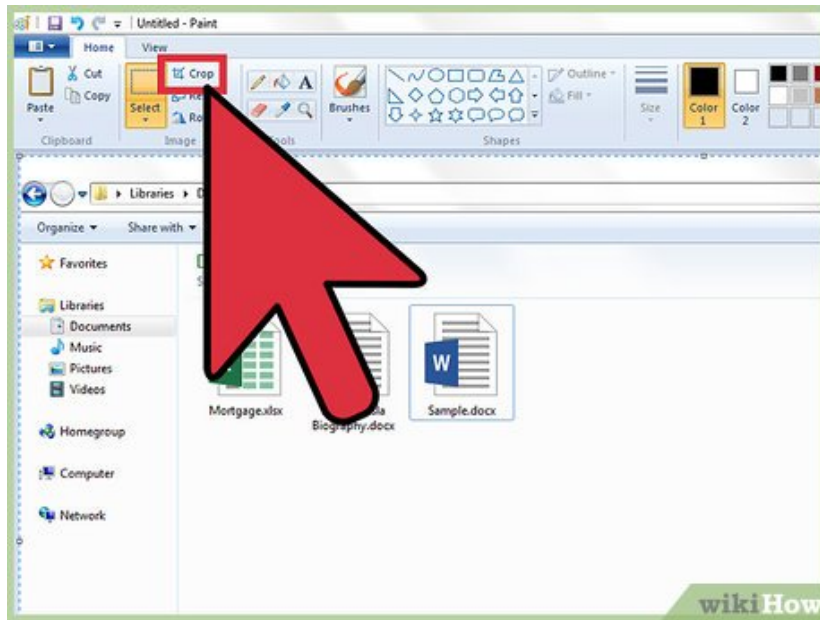 Untitled - Paint
Home View
Cut
Crop
Copy
Paste
Select
Brushes
Outline
Fill
Size
Color 1
Color 2
A
Clipboard
Image
Shapes
Libraries
Organize Share with
Favorites
Libraries
Documents
Music
Pictures
Videos
Homegroup
Computer
Network
Mortgage.xlsx
Biography.docx
W
Sample.docx
wikiHow